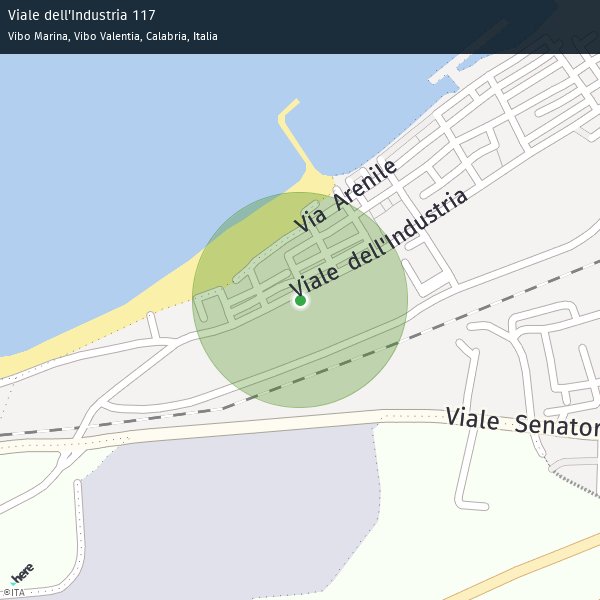 Viale dell'Industria 117
Vibo Marina, Vibo Valentia, Calabria, Italia
Via Arenile
Viale dell'Industria
Viale Senator
here
©ITA